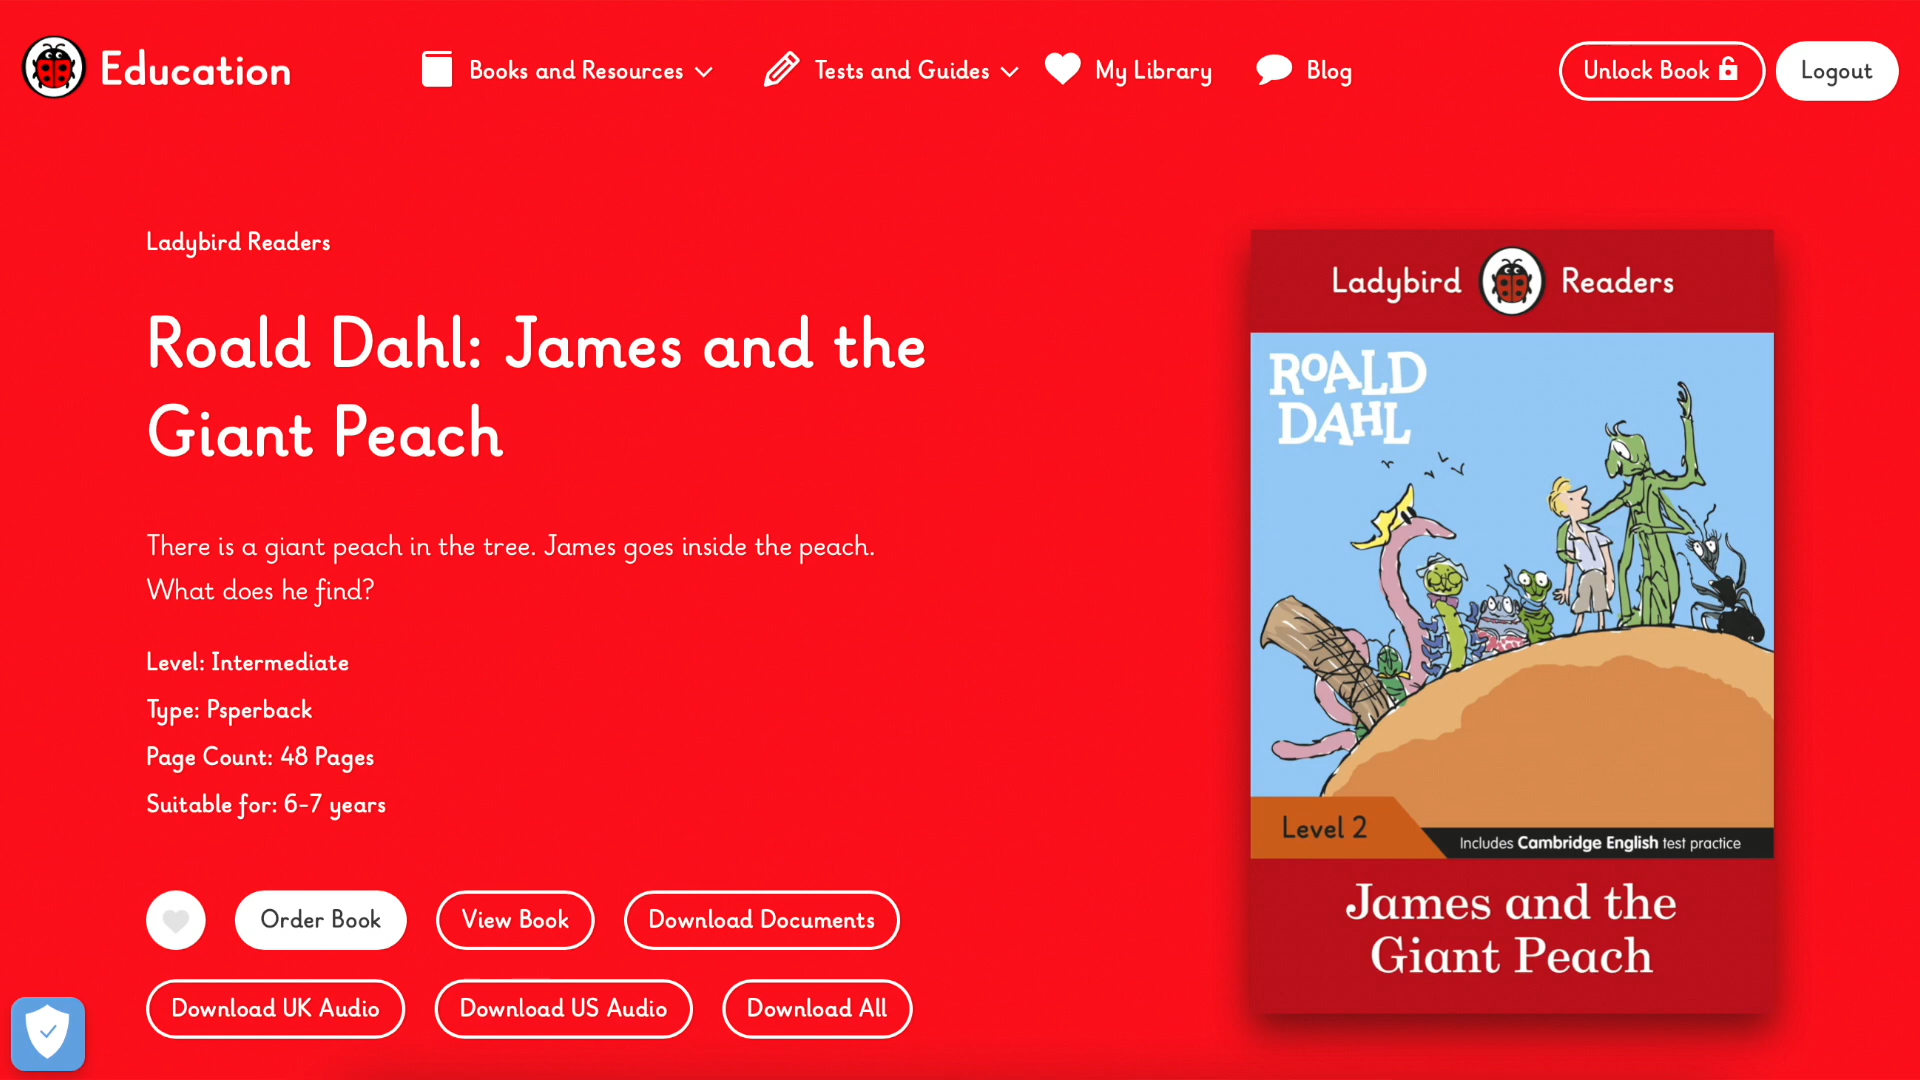 Education
Books and Resources
Tests and Guides
My Library
Blog
Unlock Book
Logout
Ladybird Readers
Roald Dahl: James and the
Giant Peach
There is a giant peach in the tree. James goes inside the peach.
What does he find?
Level: Intermediate
Type: Psperback
Page Count: 48 Pages
Suitable for: 6-7 years
Order Book
View Book
Download Documents
Download UK Audio
Download US Audio
Download All
Ladybird Readers
ROALD
DAHL
Level 2
Includes Cambridge English test practice
James and the
Giant Peach